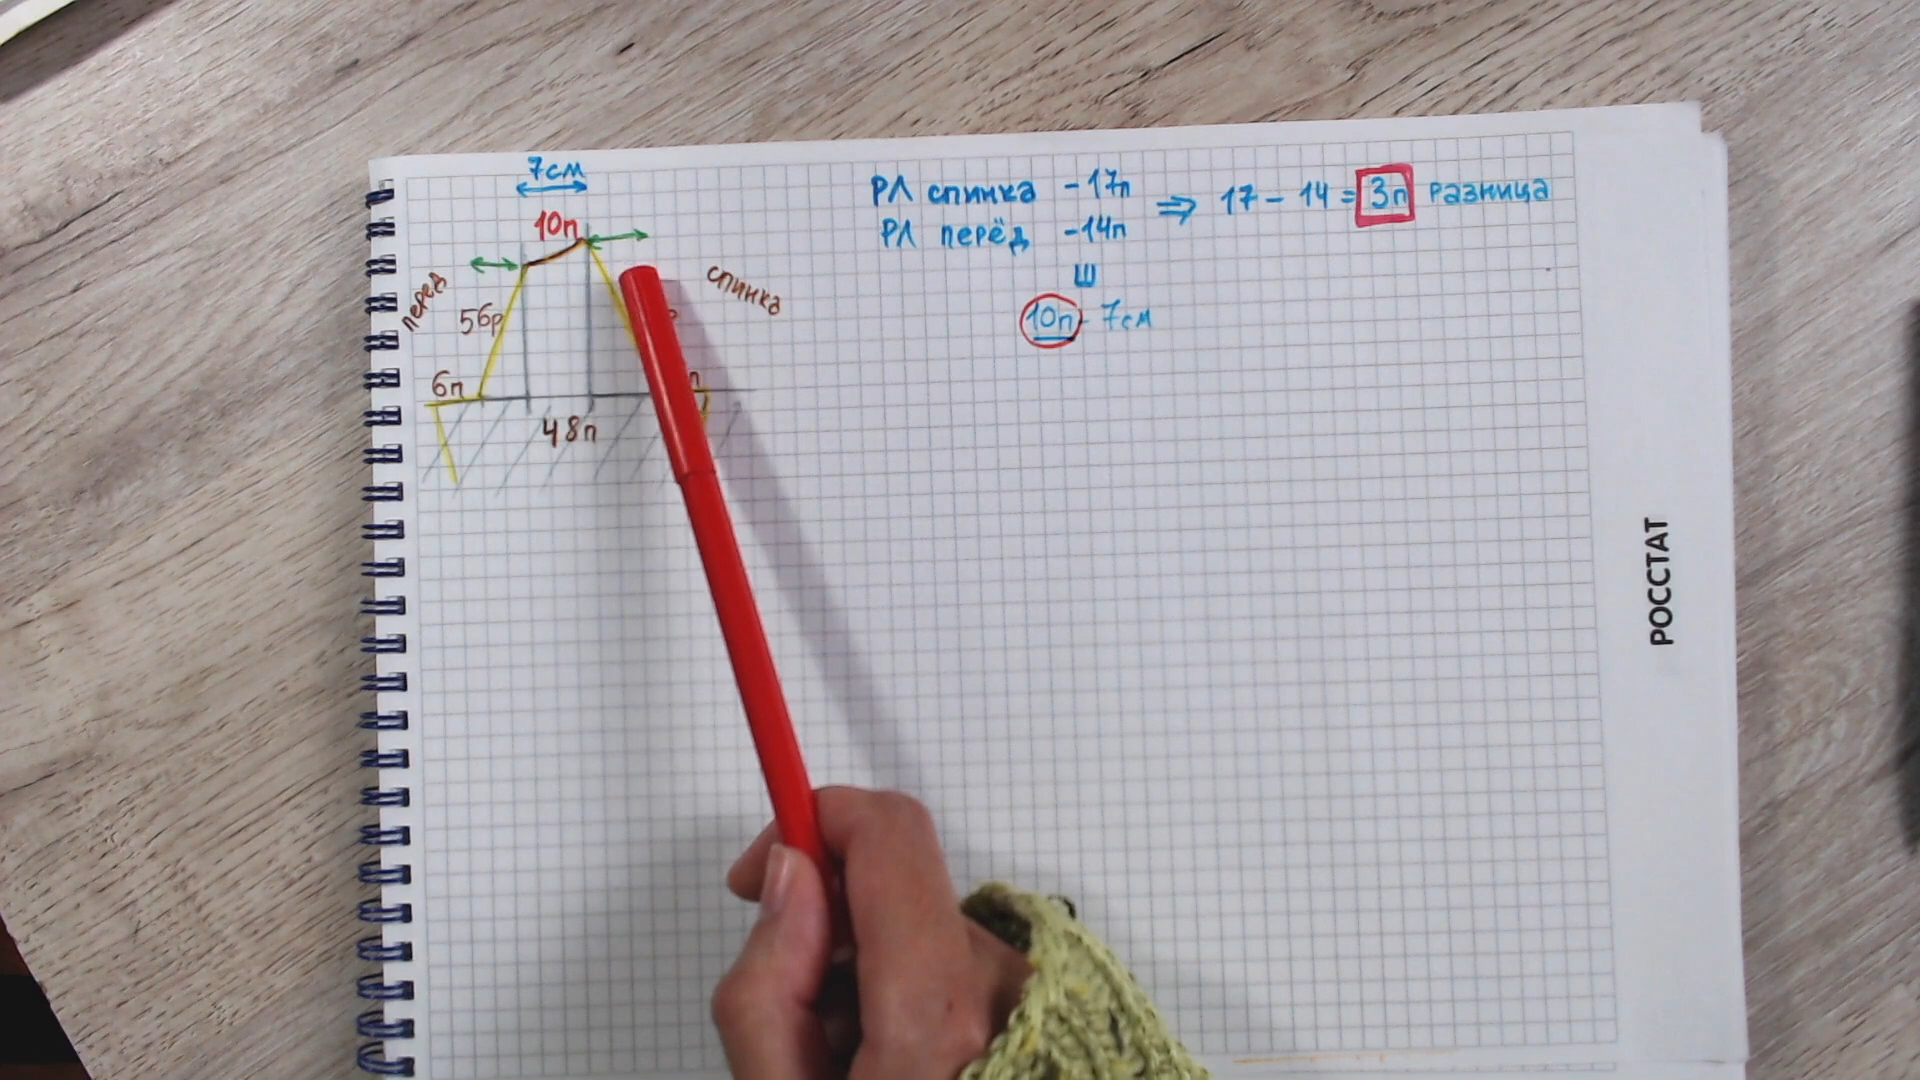 7см
10п
перед
56р
6п
48п
спинка
п
РЛ спинка - 17п
РЛ перёд - 14п
⇒ 17 - 14 = 3п разница
10п - 7см
РОССТАТ